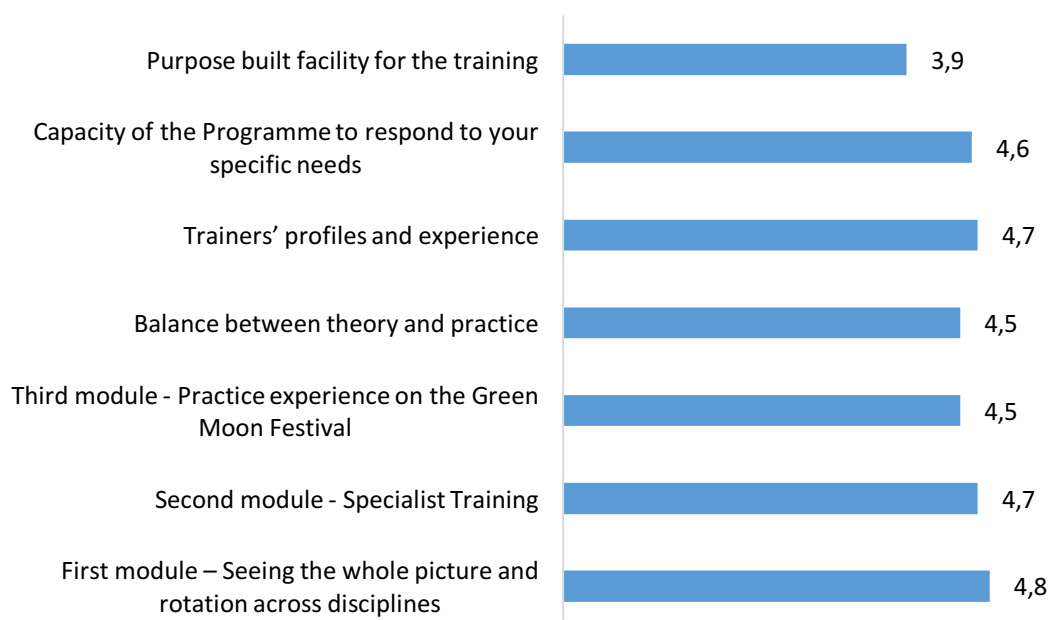 Purpose built facility for the training
3,9
Capacity of the Programme to respond to your
specific needs
4,6
Trainers’ profiles and experience
4,7
Balance between theory and practice
4,5
Third module - Practice experience on the Green
Moon Festival
4,5
Second module - Specialist Training
4,7
First module – Seeing the whole picture and
rotation across disciplines
4,8